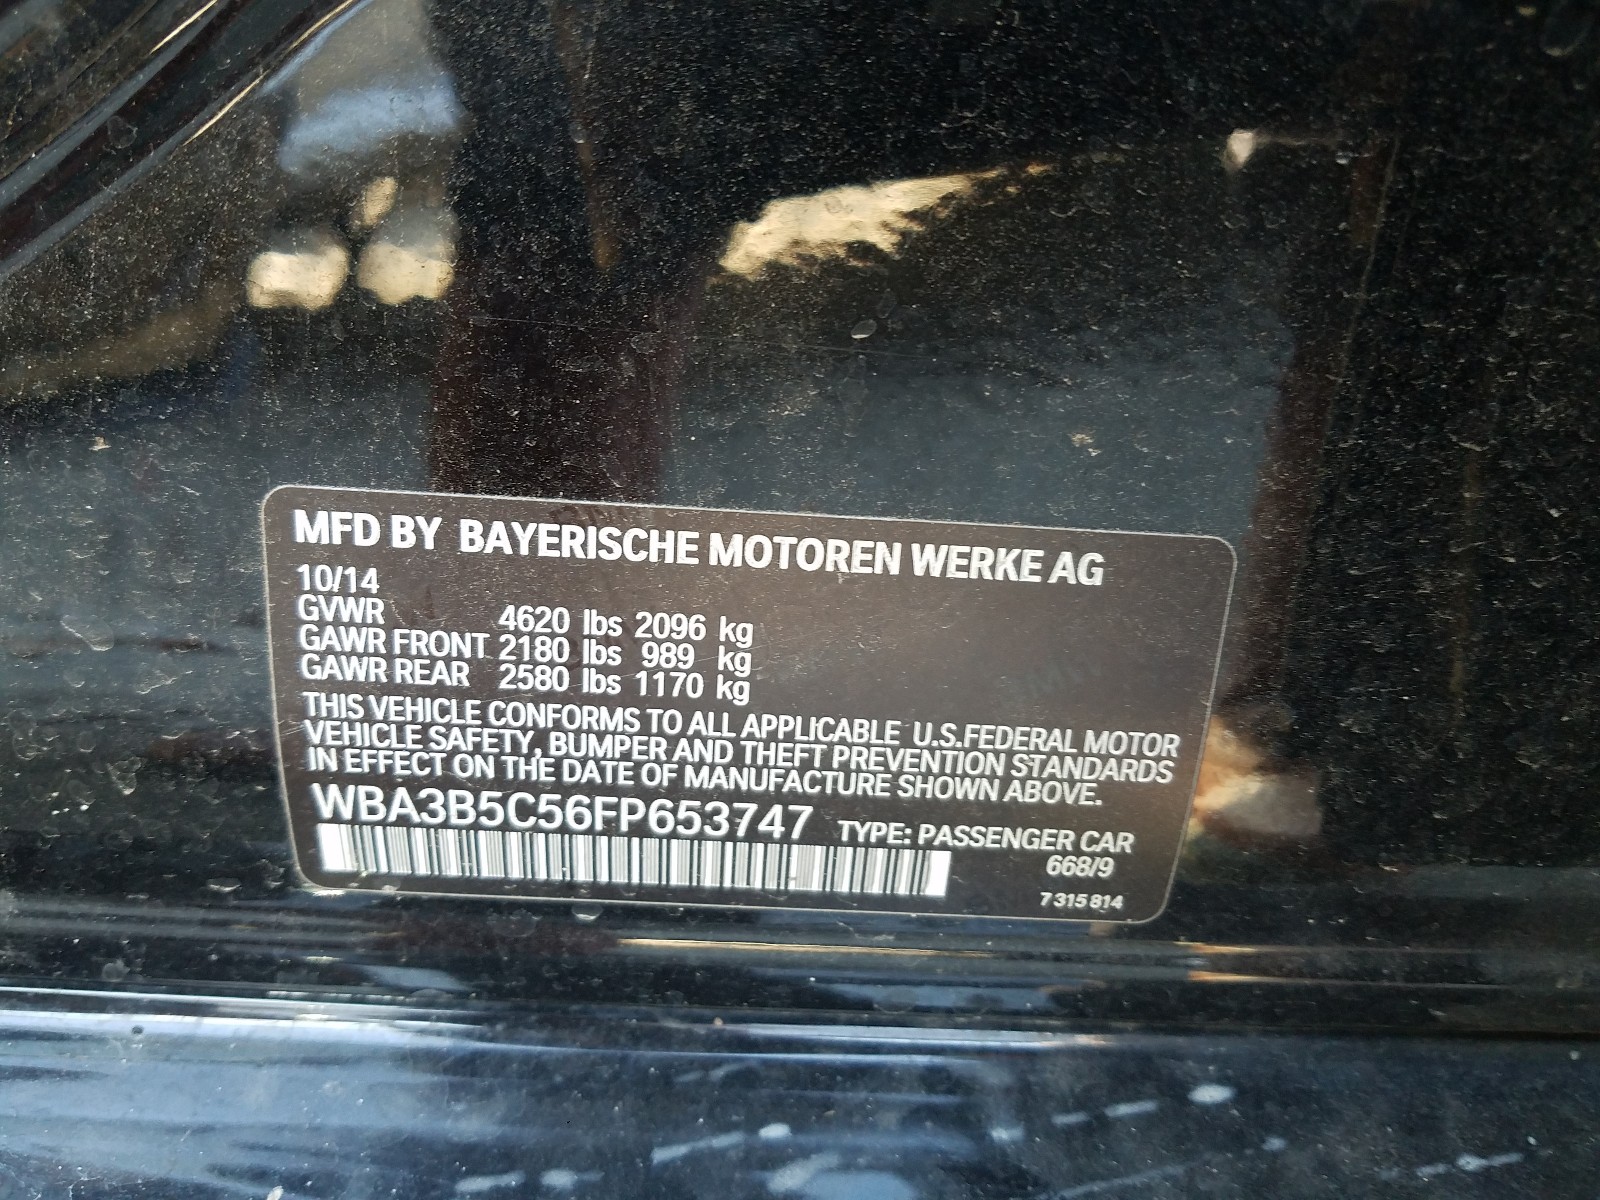 MFD BY BAYERISCHE MOTOREN WERKE AG
10/14
GVWR 4620 lbs 2096 kg
GAWR FRONT 2180 lbs 989 kg
GAWR REAR 2580 lbs 1170 kg
THIS VEHICLE CONFORMS TO ALL APPLICABLE U.S.FEDERAL MOTOR
VEHICLE SAFETY, BUMPER AND THEFT PREVENTION STANDARDS
IN EFFECT ON THE DATE OF MANUFACTURE SHOWN ABOVE.
WBA3B5C56FP653747 TYPE: PASSENGER CAR
668/9
7 315 814